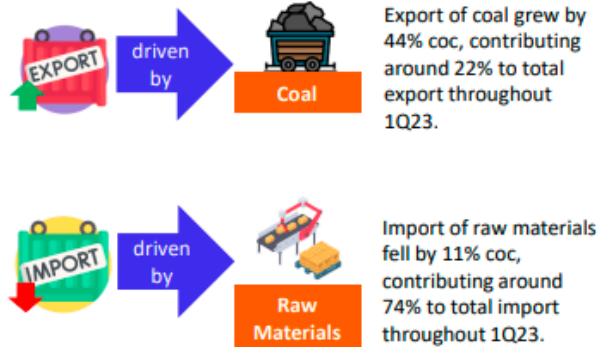 EXPORT
driven
by
Coal
Export of coal grew by
44% coc, contributing
around 22% to total
export throughout
1Q23.
IMPORT
driven
by
Raw
Materials
Import of raw materials
fell by 11% coc,
contributing around
74% to total import
throughout 1Q23.